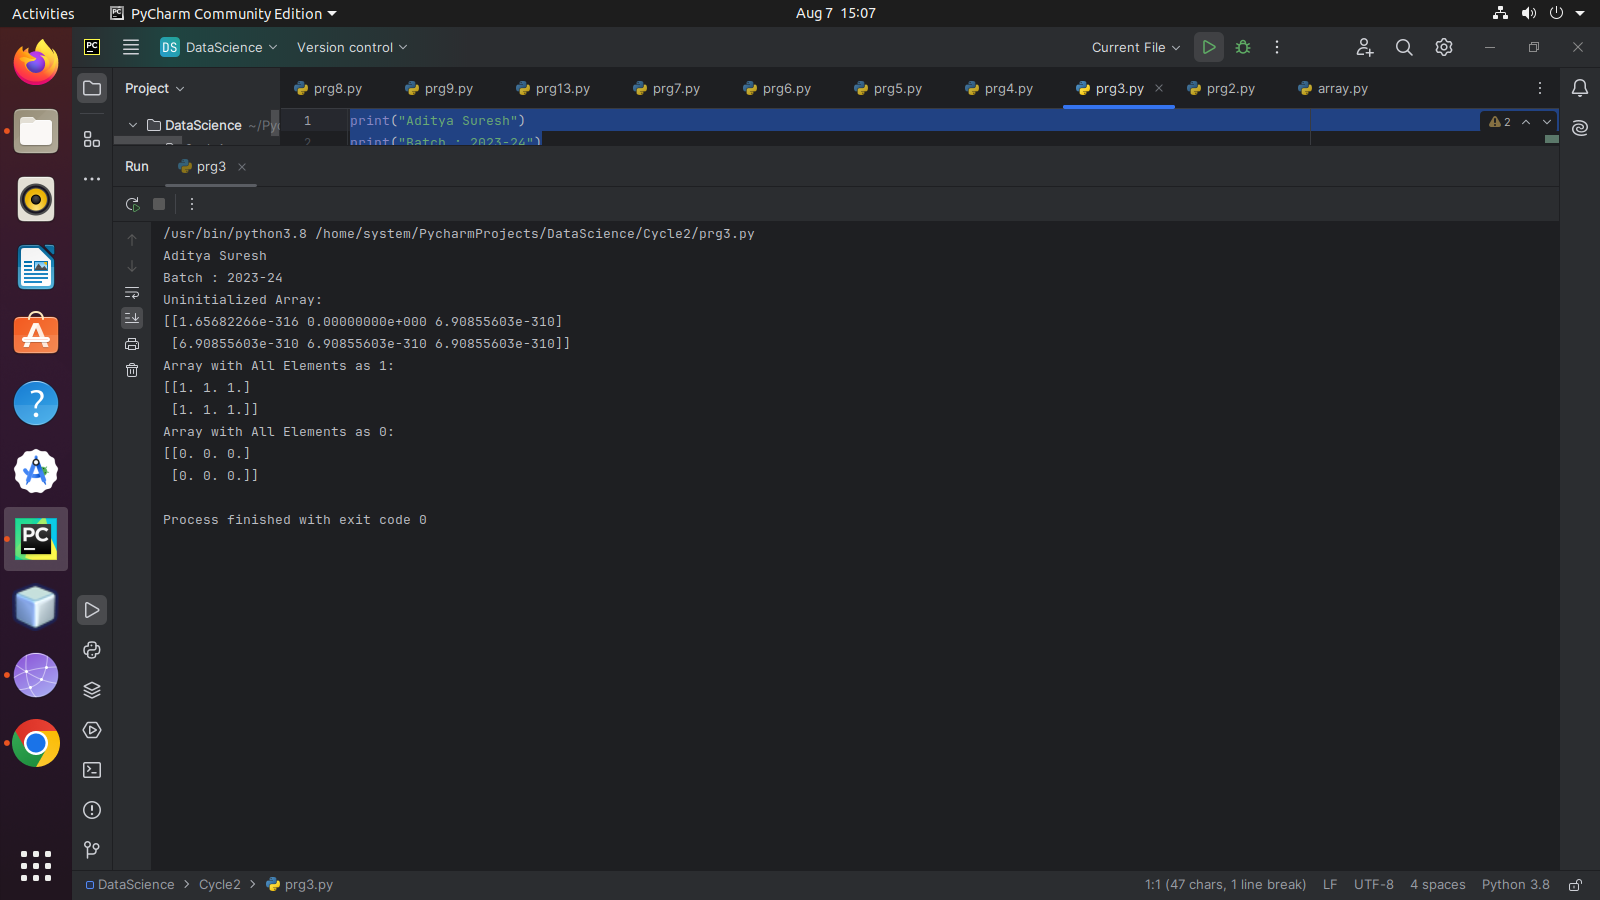 Activities PyCharm Community Edition Aug 7 15:07
DS DataScience Version control Current File
Project prg8.py prg9.py prg13.py prg7.py prg6.py prg5.py prg4.py prg3.py prg2.py array.py
DataScience ~/Pyc 1 print("Aditya Suresh") 2
2 print("Batch : 2023-24")
Run prg3
/usr/bin/python3.8 /home/system/PycharmProjects/DataScience/Cycle2/prg3.py
Aditya Suresh
Batch : 2023-24
Uninitialized Array:
[[1.65682266e-316 0.00000000e+000 6.90855603e-310]
[6.90855603e-310 6.90855603e-310 6.90855603e-310]]
Array with All Elements as 1:
[[1. 1. 1.]
[1. 1. 1.]]
Array with All Elements as 0:
[[0. 0. 0.]
[0. 0. 0.]]
Process finished with exit code 0
DataScience > Cycle2 > prg3.py 1:1 (47 chars, 1 line break) LF UTF-8 4 spaces Python 3.8